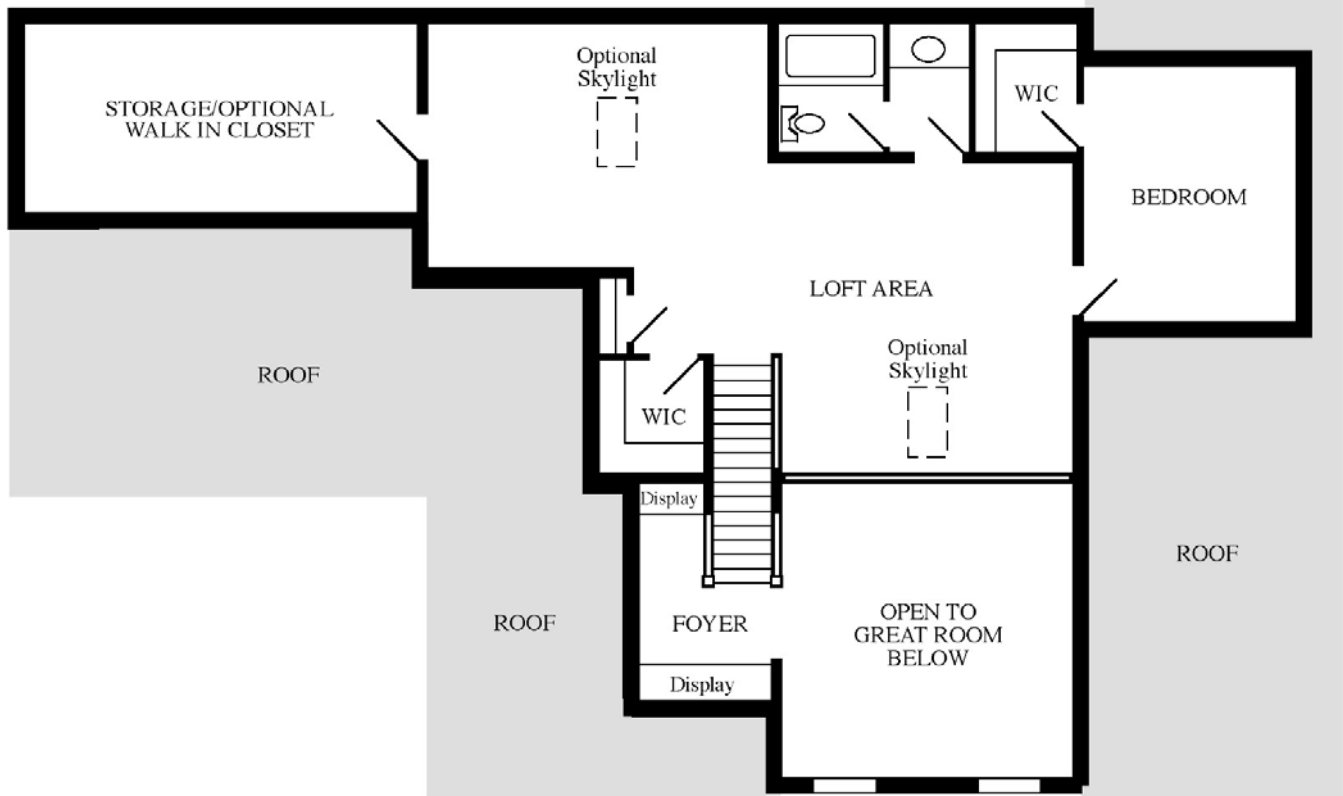 Optional
Skylight
STORAGE/OPTIONAL
WALK IN CLOSET
WIC
BEDROOM
LOFT AREA
Optional
Skylight
ROOF
WIC
Display
ROOF
FOYER
ROOF
OPEN TO
GREAT ROOM
BELOW
Display